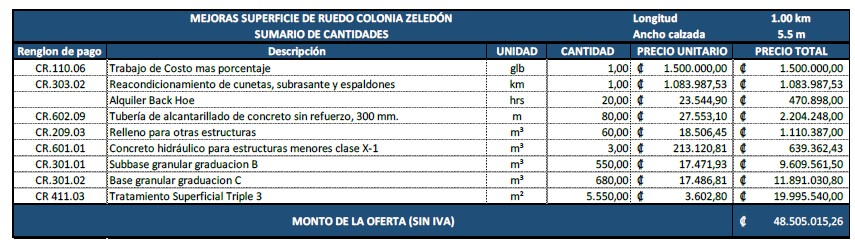 MEJORAS SUPERFICIE DE RUEDO COLONIA ZELEDÓN Longitud 1.00 km
SUMARIO DE CANTIDADES Ancho calzada 5.5 m
Renglon de pago Descripción UNIDAD CANTIDAD PRECIO UNITARIO PRECIO TOTAL
CR.110.06 Trabajo de Costo mas porcentaje glb 1,00 ₡ 1.500.000,00 ₡ 1.500.000,00
CR.303.02 Reacondicionamiento de cunetas, subrasante y espaldones km 1,00 ₡ 1.083.987,53 ₡ 1.083.987,53
Alquiler Back Hoe hrs 20,00 ₡ 23.544,90 ₡ 470.898,00
CR.602.09 Tubería de alcantarillado de concreto sin refuerzo, 300 mm. m 80,00 ₡ 27.553,10 ₡ 2.204.248,00
CR.209.03 Relleno para otras estructuras m³ 60,00 ₡ 18.506,45 ₡ 1.110.387,00
CR.601.01 Concreto hidráulico para estructuras menores clase X-1 m³ 3,00 ₡ 213.120,81 ₡ 639.362,43
CR.301.01 Subbase granular graduacion B m³ 550,00 ₡ 17.471,93 ₡ 9.609.561,50
CR.301.02 Base granular graduacion C m³ 680,00 ₡ 17.486,81 ₡ 11.891.030,80
CR 411.03 Tratamiento Superficial Triple 3 m² 5.550,00 ₡ 3.602,80 ₡ 19.995.540,00
MONTO DE LA OFERTA (SIN IVA) ₡ 48.505.015,26